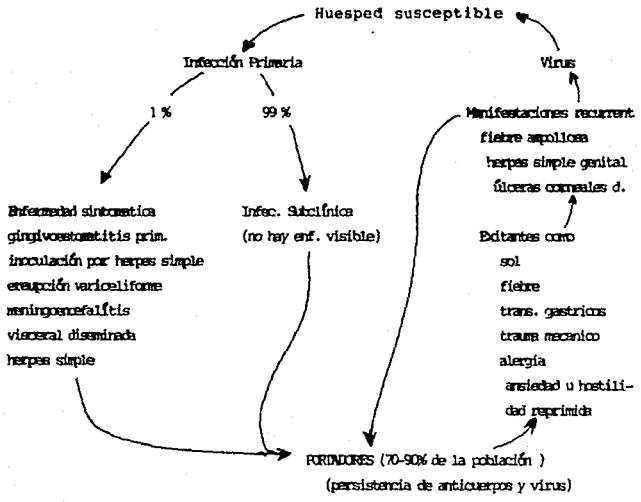 Huesped susceptible
Infección Primaria
Virus
1 %
99 %
Manifestaciones recurrent
fiebre ampollosa
herpes simple genital
úlceras corneales d.
Enfermedad sintomatica
gingivoestomatitis prim.
inoculación por herpes simple
ereupción variceliforme
meningoencefalítis
visceral diseminada
herpes simple
Infec. Subclínica
(no hay enf. visible)
Exitantes como
sol
fiebre
trans. gastricos
trauma mecanico
alergia
ansiedad u hostili-
dad reprimida
PORTADORES (70-90% de la población )
(persistencia de anticuerpos y virus)